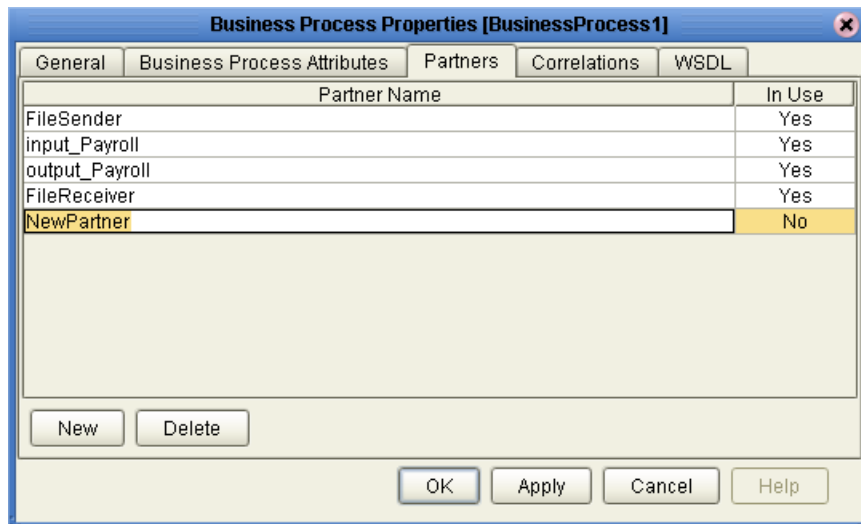 Business Process Properties [BusinessProcess1]
General Business Process Attributes Partners Correlations WSDL
Partner Name In Use
FileSender Yes
input_Payroll Yes
output_Payroll Yes
FileReceiver Yes
NewPartner No
New Delete
OK Apply Cancel Help